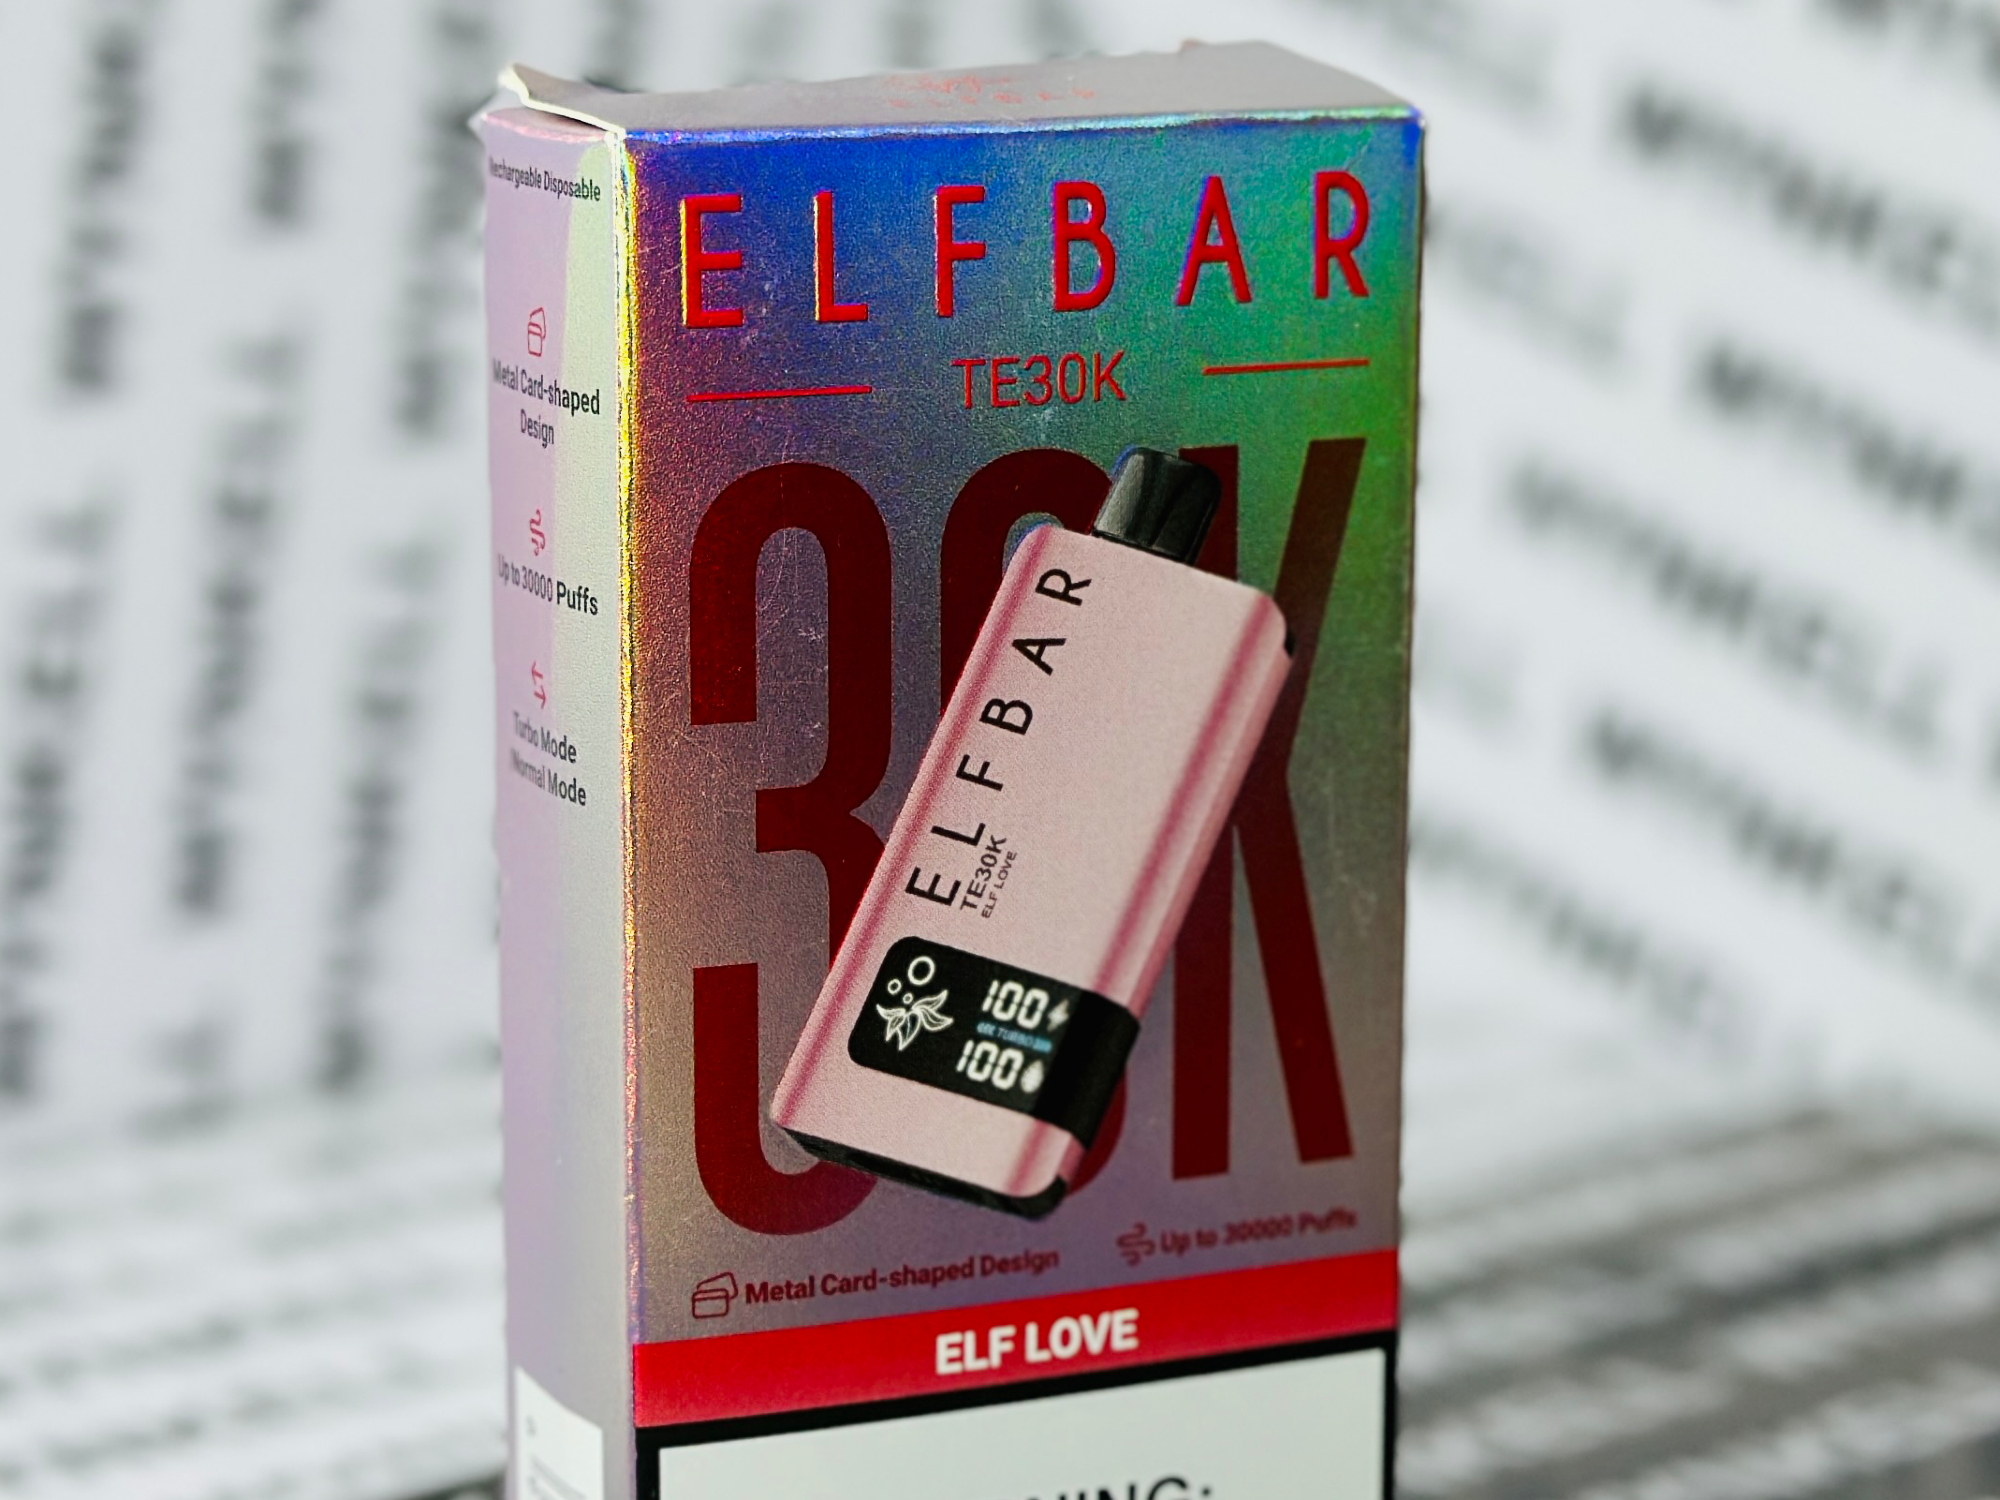 Rechargeable Disposable
Metal Card-shaped
Design
Up to 30000 Puffs
Turbo Mode
Normal Mode
ELFBAR
TE30K
30K
ELFBAR
TE30K
ELF LOVE
100
100
Metal Card-shaped Design
Up to 30000 Puffs
ELF LOVE